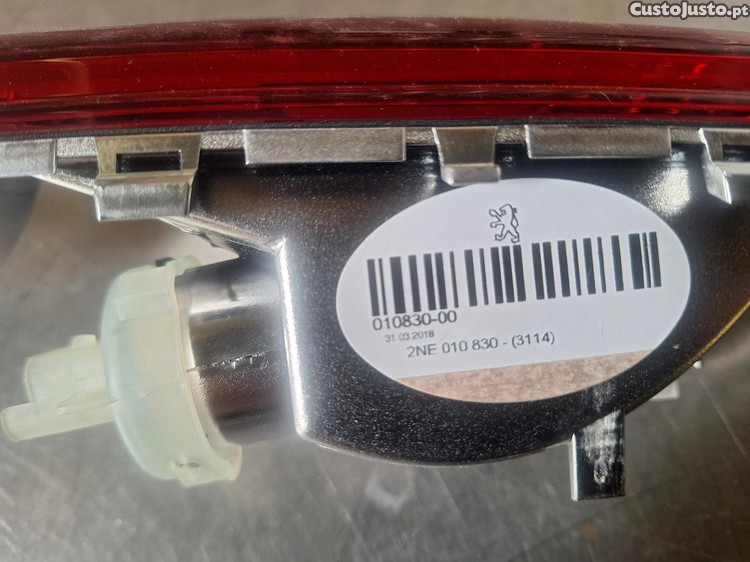 CustoJusto.pt
010830-00
31 03 2018
2NE 010 830 - (3114)